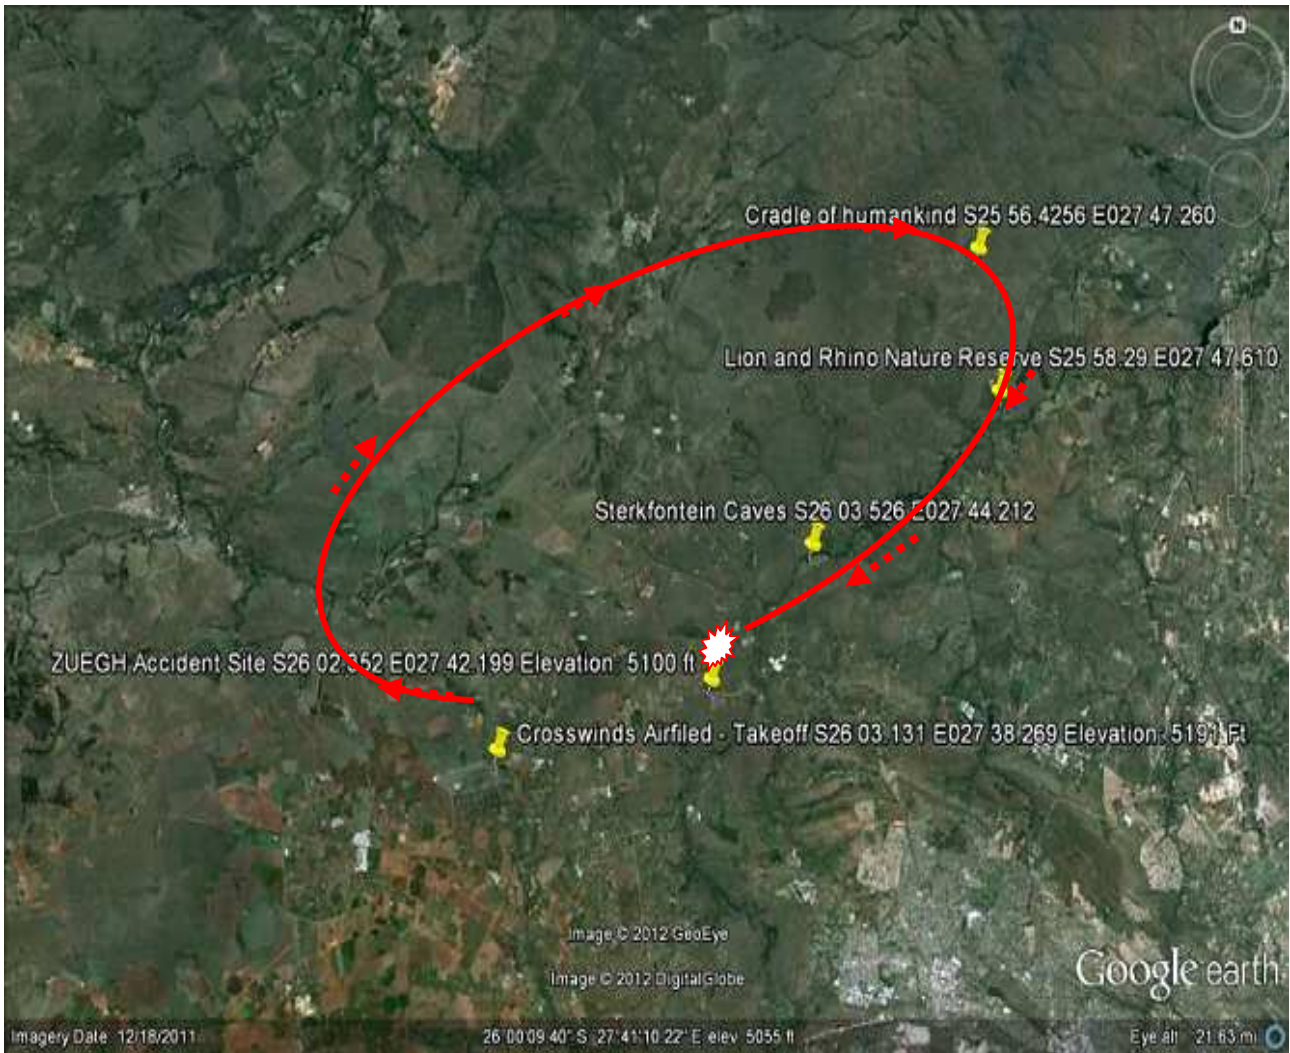 N
Cradle of humankind S25 56.4256 E027 47.260
Lion and Rhino Nature Reserve S25 58.29 E027 47.610
Sterkfontein Caves S26 03.526 E027 44.212
ZUEGH Accident Site S26 02.352 E027 42.199 Elevation: 5100 ft
Crosswinds Airfiled - Takeoff S26 03.131 E027 38.269 Elevation: 5191 Ft
Image © 2012 GeoEye
Image © 2012 DigitalGlobe
Google earth
Imagery Date: 12/18/2011
26°00'09.40" S 27°41'10.22" E elev 5055 ft
Eye alt 21.63 mi